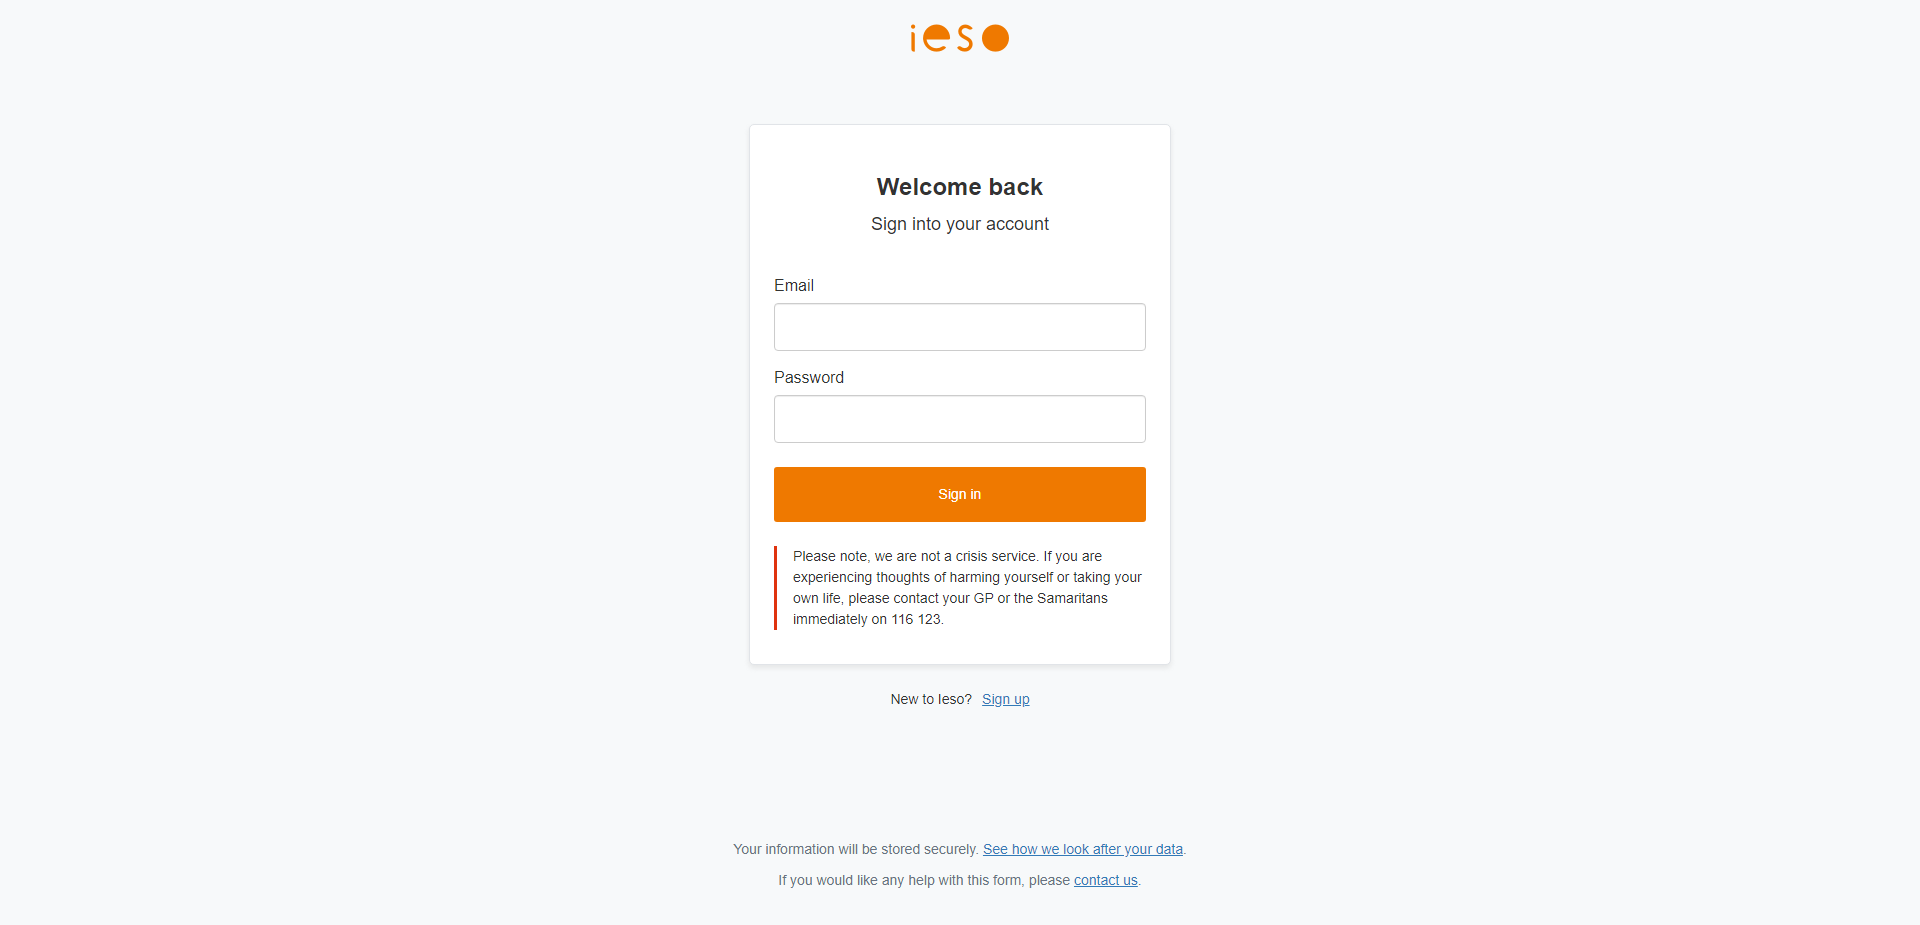 ieso
Welcome back
Sign into your account
Email
Password
Sign in
Please note, we are not a crisis service. If you are
experiencing thoughts of harming yourself or taking your
own life, please contact your GP or the Samaritans
immediately on 116 123.
New to Ieso? Sign up
Your information will be stored securely. See how we look after your data.
If you would like any help with this form, please contact us.